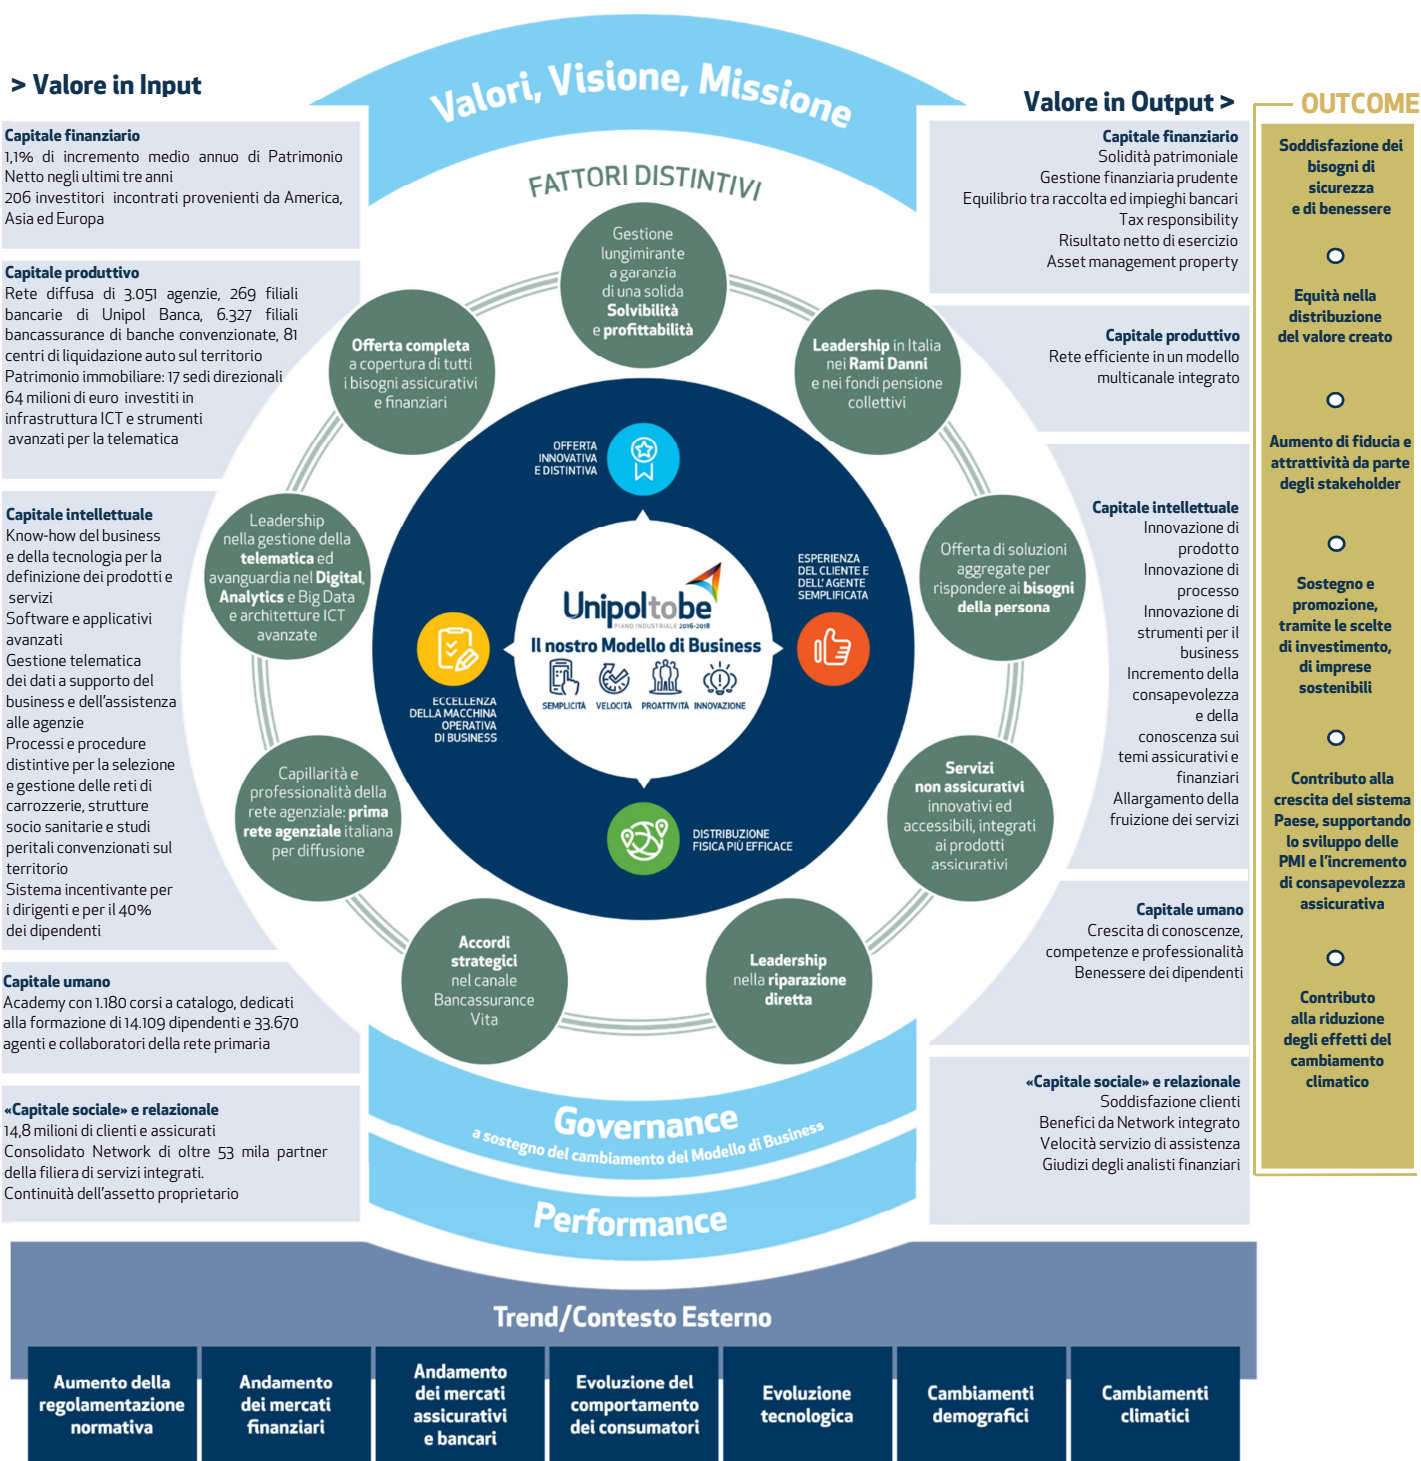 > Valore in Input
Capitale finanziario
1,1% di incremento medio annuo di Patrimonio
Netto negli ultimi tre anni
206 investitori incontrati provenienti da America,
Asia ed Europa
Capitale produttivo
Rete diffusa di 3.051 agenzie, 269 filiali
bancarie di Unipol Banca, 6.327 filiali
bancassurance di banche convenzionate, 81
centri di liquidazione auto sul territorio
Patrimonio immobiliare: 17 sedi direzionali
64 milioni di euro investiti in
infrastruttura ICT e strumenti
avanzati per la telematica
Capitale intellettuale
Know-how del business
e della tecnologia per la
definizione dei prodotti e
servizi
Software e applicativi
avanzati
Gestione telematica
dei dati a supporto del
business e dell'assistenza
alle agenzie
Processi e procedure
distintive per la selezione
e gestione delle reti di
carrozzerie, strutture
socio sanitarie e studi
peritali convenzionati sul
territorio
Sistema incentivante per
i dirigenti e per il 40%
dei dipendenti
Capitale umano
Academy con 1.180 corsi a catalogo, dedicati
alla formazione di 14.109 dipendenti e 33.670
agenti e collaboratori della rete primaria
«Capitale sociale» e relazionale
14,8 milioni di clienti e assicurati
Consolidato Network di oltre 53 mila partner
della filiera di servizi integrati.
Continuità dell'assetto proprietario
Valori, Visione, Missione
FATTORI DISTINTIVI
Gestione
lungimirante
a garanzia
di una solida
Solvibilità
e profittabilità
Leadership in Italia
nei Rami Danni
e nei fondi pensione
collettivi
Offerta di soluzioni
aggregate per
rispondere ai bisogni
della persona
Servizi
non assicurativi
innovativi ed
accessibili, integrati
ai prodotti
assicurativi
Leadership
nella riparazione
diretta
Accordi
strategici
nel canale
Bancassurance
Vita
Capillarità e
professionalità della
rete agenziale: prima
rete agenziale italiana
per diffusione
Leadership
nella gestione della
telematica ed
avanguardia nel Digital,
Analytics e Big Data
e architetture ICT
avanzate
Offerta completa
a copertura di tutti
i bisogni assicurativi
e finanziari
OFFERTA
INNOVATIVA
E DISTINTIVA
ESPERIENZA
DEL CLIENTE E
DELL'AGENTE
SEMPLIFICATA
DISTRIBUZIONE
FISICA PIÙ EFFICACE
ECCELLENZA
DELLA MACCHINA
OPERATIVA
DI BUSINESS
Unipoltobe
PIANO INDUSTRIALE 2016-2018
Il nostro Modello di Business
SEMPLICITÀ VELOCITÀ PROATTIVITÀ INNOVAZIONE
Governance
a sostegno del cambiamento del Modello di Business
Performance
Valore in Output >
Capitale finanziario
Solidità patrimoniale
Gestione finanziaria prudente
Equilibrio tra raccolta ed impieghi bancari
Tax responsibility
Risultato netto di esercizio
Asset management property
Capitale produttivo
Rete efficiente in un modello
multicanale integrato
Capitale intellettuale
Innovazione di
prodotto
Innovazione di
processo
Innovazione di
strumenti per il
business
Incremento della
consapevolezza
e della
conoscenza sui
temi assicurativi e
finanziari
Allargamento della
fruizione dei servizi
Capitale umano
Crescita di conoscenze,
competenze e professionalità
Benessere dei dipendenti
«Capitale sociale» e relazionale
Soddisfazione clienti
Benefici da Network integrato
Velocità servizio di assistenza
Giudizi degli analisti finanziari
OUTCOME
Soddisfazione dei
bisogni di
sicurezza
e di benessere
Equità nella
distribuzione
del valore creato
Aumento di fiducia e
attrattività da parte
degli stakeholder
Sostegno e
promozione,
tramite le scelte
di investimento,
di imprese
sostenibili
Contributo alla
crescita del sistema
Paese, supportando
lo sviluppo delle
PMI e l'incremento
di consapevolezza
assicurativa
Contributo
alla riduzione
degli effetti del
cambiamento
climatico
Trend/Contesto Esterno
Aumento della
regolamentazione
normativa
Andamento
dei mercati
finanziari
Andamento
dei mercati
assicurativi
e bancari
Evoluzione del
comportamento
dei consumatori
Evoluzione
tecnologica
Cambiamenti
demografici
Cambiamenti
climatici